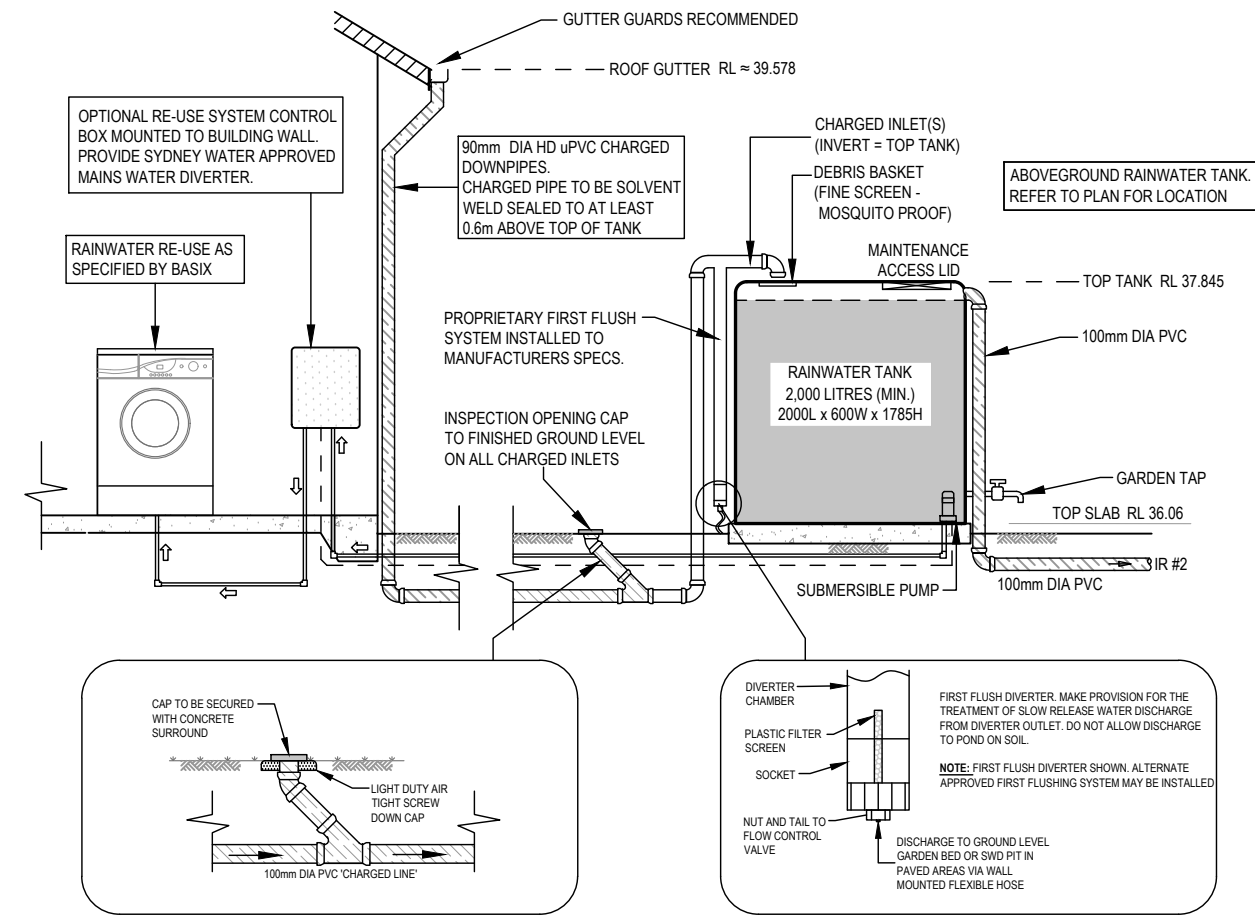 GUTTER GUARDS RECOMMENDED
ROOF GUTTER RL ≈ 39.578
OPTIONAL RE-USE SYSTEM CONTROL
BOX MOUNTED TO BUILDING WALL.
PROVIDE SYDNEY WATER APPROVED
MAINS WATER DIVERTER.
90mm DIA HD uPVC CHARGED
DOWNPIPES.
CHARGED PIPE TO BE SOLVENT
WELD SEALED TO AT LEAST
0.6m ABOVE TOP OF TANK
CHARGED INLET(S)
(INVERT = TOP TANK)
DEBRIS BASKET
(FINE SCREEN -
MOSQUITO PROOF)
ABOVEGROUND RAINWATER TANK.
REFER TO PLAN FOR LOCATION
RAINWATER RE-USE AS
SPECIFIED BY BASIX
MAINTENANCE
ACCESS LID
TOP TANK RL 37.845
PROPRIETARY FIRST FLUSH
SYSTEM INSTALLED TO
MANUFACTURERS SPECS.
100mm DIA PVC
RAINWATER TANK
2,000 LITRES (MIN.)
2000L x 600W x 1785H
INSPECTION OPENING CAP
TO FINISHED GROUND LEVEL
ON ALL CHARGED INLETS
GARDEN TAP
TOP SLAB RL 36.06
IR #2
SUBMERSIBLE PUMP
100mm DIA PVC
CAP TO BE SECURED
WITH CONCRETE
SURROUND
LIGHT DUTY AIR
TIGHT SCREW
DOWN CAP
100mm DIA PVC 'CHARGED LINE'
DIVERTER
CHAMBER
PLASTIC FILTER
SCREEN
SOCKET
NUT AND TAIL TO
FLOW CONTROL
VALVE
DISCHARGE TO GROUND LEVEL
GARDEN BED OR SWD PIT IN
PAVED AREAS VIA WALL
MOUNTED FLEXIBLE HOSE
FIRST FLUSH DIVERTER. MAKE PROVISION FOR THE
TREATMENT OF SLOW RELEASE WATER DISCHARGE
FROM DIVERTER OUTLET. DO NOT ALLOW DISCHARGE
TO POND ON SOIL.
NOTE: FIRST FLUSH DIVERTER SHOWN. ALTERNATE
APPROVED FIRST FLUSHING SYSTEM MAY BE INSTALLED